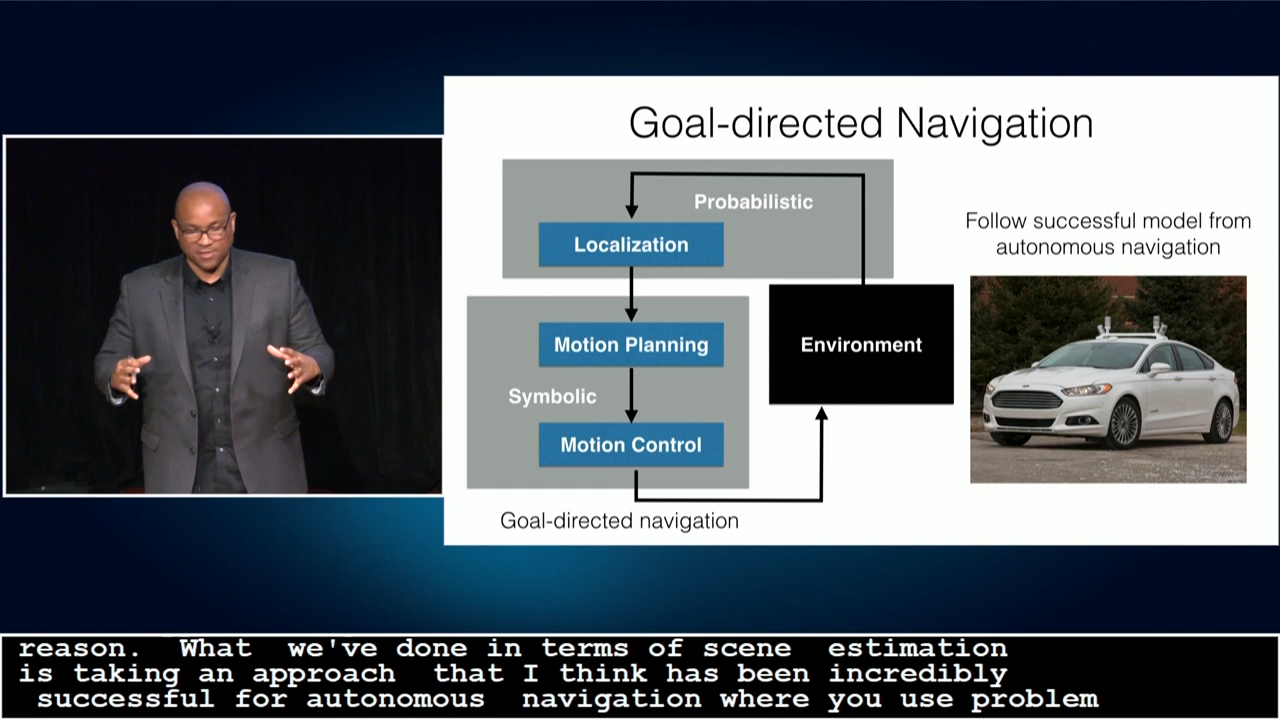 Goal-directed Navigation
Probabilistic
Localization
Motion Planning
Symbolic
Motion Control
Goal-directed navigation
Environment
Follow successful model from
autonomous navigation
reason. What we've done in terms of scene estimation
is taking an approach that I think has been incredibly
successful for autonomous navigation where you use problem